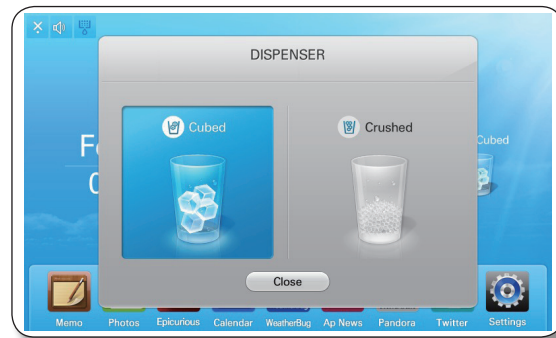 DISPENSER
Cubed
Crushed
Cubed
Close
Memo Photos Epicurious Calendar WeatherBug Ap News Pandora Twitter Settings